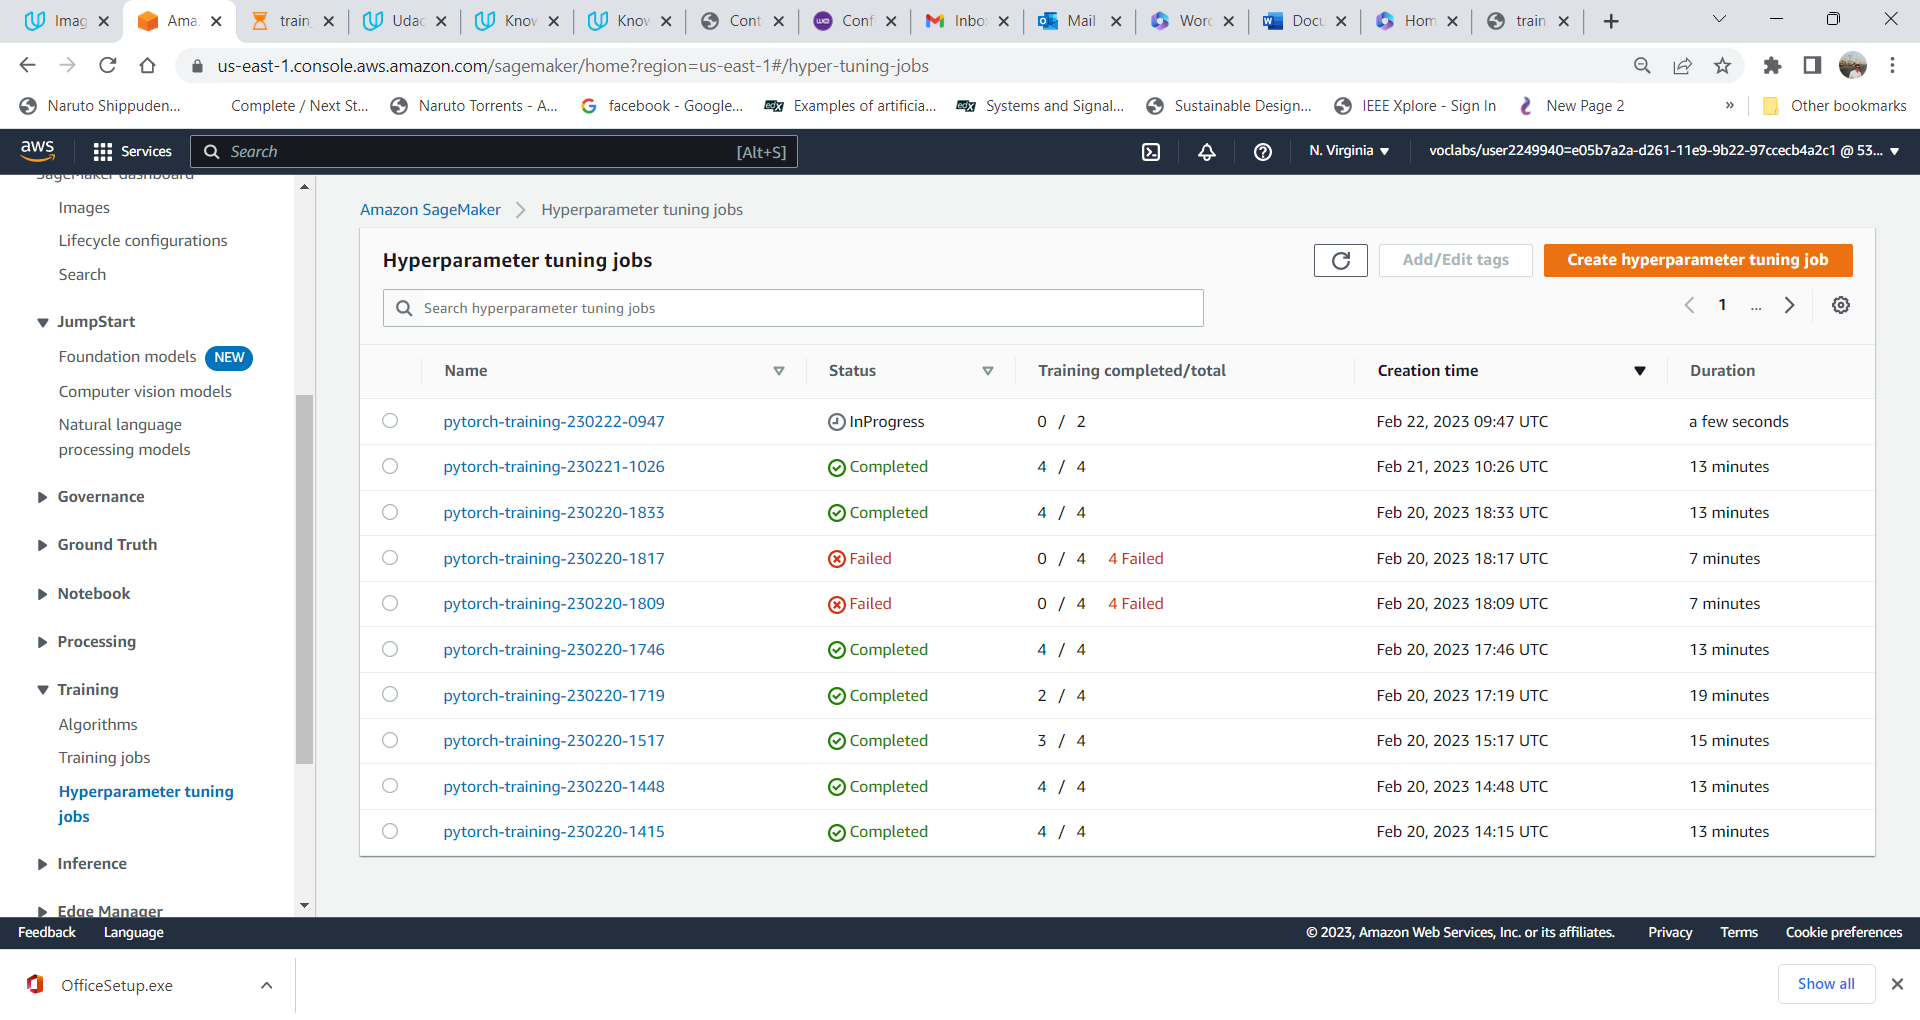 Imag
Ama
train
Udac
Know
Know
Cont
Conf
Inbo
Mail
Word
Docu
Hom
train
us-east-1.console.aws.amazon.com/sagemaker/home?region=us-east-1#/hyper-tuning-jobs
Naruto Shippuden...
Complete / Next St...
Naruto Torrents - A...
facebook - Google...
edX
Examples of artificia...
edX
Systems and Signal...
Sustainable Design...
IEEE Xplore - Sign In
New Page 2
»
Other bookmarks
aws
Services
Search
[Alt+S]
N. Virginia
voclabs/user2249940=e05b7a2a-d261-11e9-9b22-97ccecb4a2c1 @ 53...
SageMaker dashboard
Images
Lifecycle configurations
Search
JumpStart
Foundation models NEW
Computer vision models
Natural language
processing models
Governance
Ground Truth
Notebook
Processing
Training
Algorithms
Training jobs
Hyperparameter tuning
jobs
Inference
Edge Manager
Amazon SageMaker > Hyperparameter tuning jobs
Hyperparameter tuning jobs
Add/Edit tags
Create hyperparameter tuning job
Search hyperparameter tuning jobs
1 ...
Name Status Training completed/total Creation time Duration
pytorch-training-230222-0947 InProgress 0 / 2 Feb 22, 2023 09:47 UTC a few seconds
pytorch-training-230221-1026 Completed 4 / 4 Feb 21, 2023 10:26 UTC 13 minutes
pytorch-training-230220-1833 Completed 4 / 4 Feb 20, 2023 18:33 UTC 13 minutes
pytorch-training-230220-1817 Failed 0 / 4 4 Failed Feb 20, 2023 18:17 UTC 7 minutes
pytorch-training-230220-1809 Failed 0 / 4 4 Failed Feb 20, 2023 18:09 UTC 7 minutes
pytorch-training-230220-1746 Completed 4 / 4 Feb 20, 2023 17:46 UTC 13 minutes
pytorch-training-230220-1719 Completed 2 / 4 Feb 20, 2023 17:19 UTC 19 minutes
pytorch-training-230220-1517 Completed 3 / 4 Feb 20, 2023 15:17 UTC 15 minutes
pytorch-training-230220-1448 Completed 4 / 4 Feb 20, 2023 14:48 UTC 13 minutes
pytorch-training-230220-1415 Completed 4 / 4 Feb 20, 2023 14:15 UTC 13 minutes
Feedback Language
© 2023, Amazon Web Services, Inc. or its affiliates. Privacy Terms Cookie preferences
OfficeSetup.exe
Show all